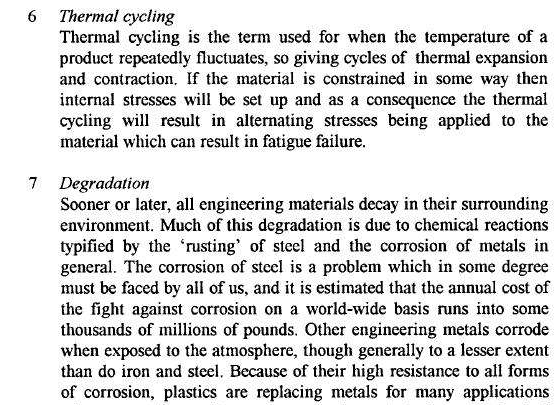 6 Thermal cycling
Thermal cycling is the term used for when the temperature of a
product repeatedly fluctuates, so giving cycles of thermal expansion
and contraction. If the material is constrained in some way then
internal stresses will be set up and as a consequence the thermal
cycling will result in alternating stresses being applied to the
material which can result in fatigue failure.
7 Degradation
Sooner or later, all engineering materials decay in their surrounding
environment. Much of this degradation is due to chemical reactions
typified by the ‘rusting’ of steel and the corrosion of metals in
general. The corrosion of steel is a problem which in some degree
must be faced by all of us, and it is estimated that the annual cost of
the fight against corrosion on a world-wide basis runs into some
thousands of millions of pounds. Other engineering metals corrode
when exposed to the atmosphere, though generally to a lesser extent
than do iron and steel. Because of their high resistance to all forms
of corrosion, plastics are replacing metals for many applications